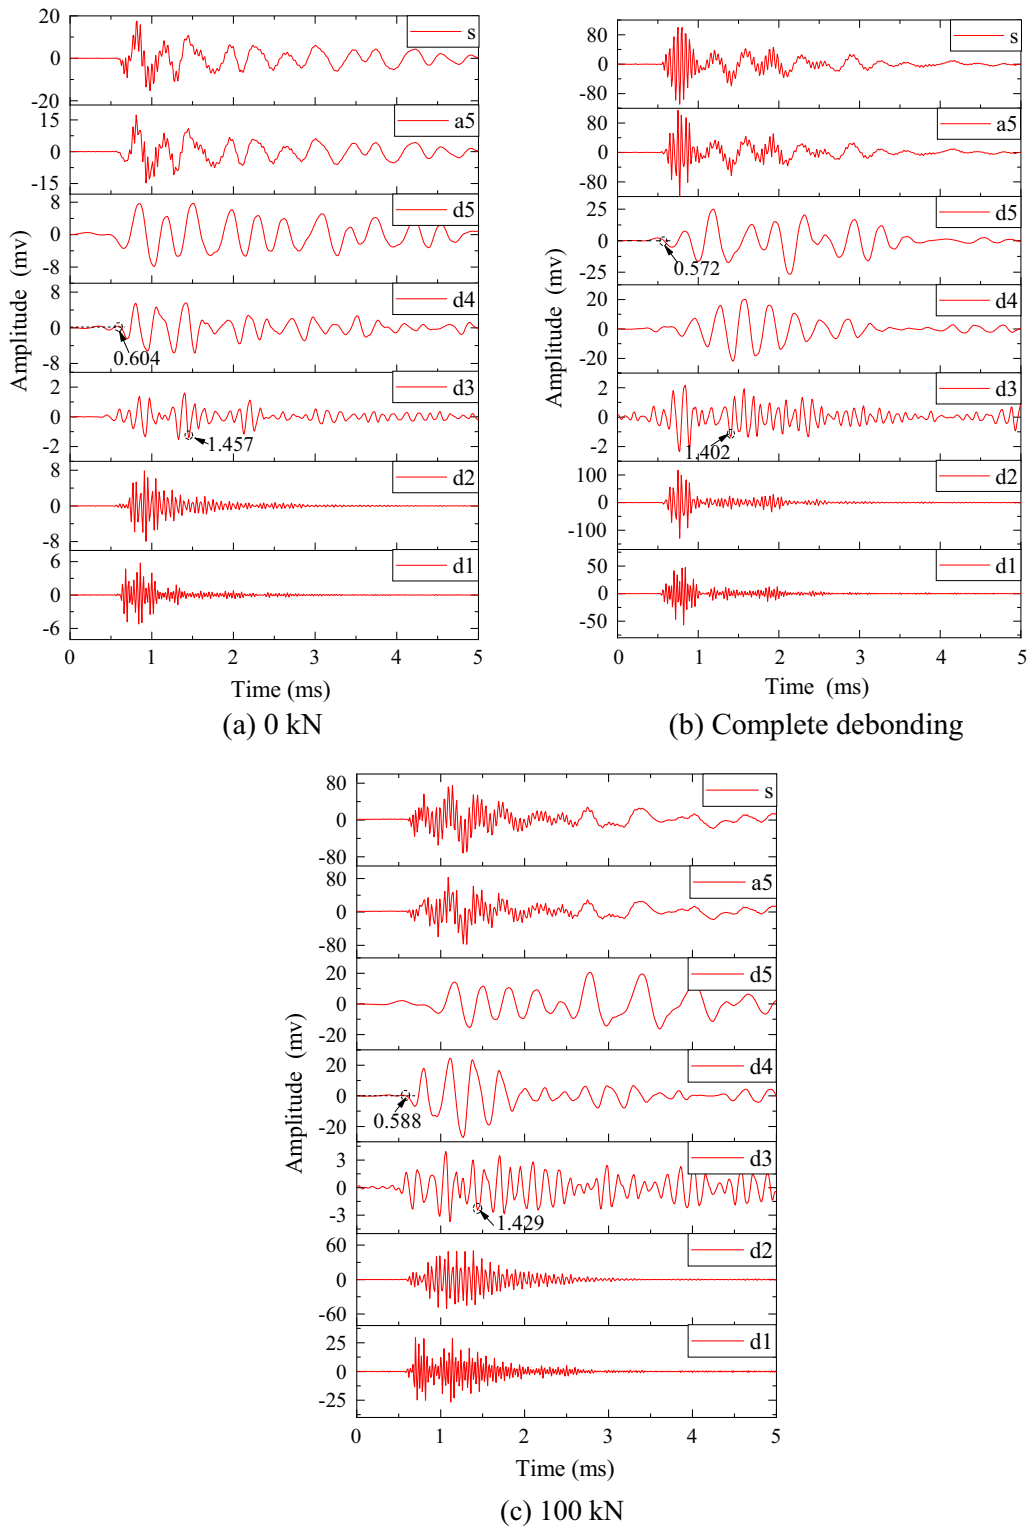 20
0
20
s
15
0
-15
a5
8
0
-8
d5
8
0
-8
d4
0.604
2
0
2
d3
1.457
8
0
8
d2
6
0
-6
d1
0 1 2 3 4 5
Amplitude (mv)
Time (ms)
(a) 0 kN
80
0
-80
s
80
0
-80
a5
25
0
-25
d5
0.572
20
0
-20
d4
2
0
-2
d3
1.402
100
0
-100
d2
50
0
-50
d1
0 1 2 3 4 5
Amplitude (mv)
Time (ms)
(b) Complete debonding
80
0
-80
s
80
0
-80
a5
20
0
-20
d5
20
0
-20
d4
0.588
3
0
-3
d3
1.429
60
0
-60
d2
25
0
-25
d1
0 1 2 3 4 5
Amplitude (mv)
Time (ms)
(c) 100 kN